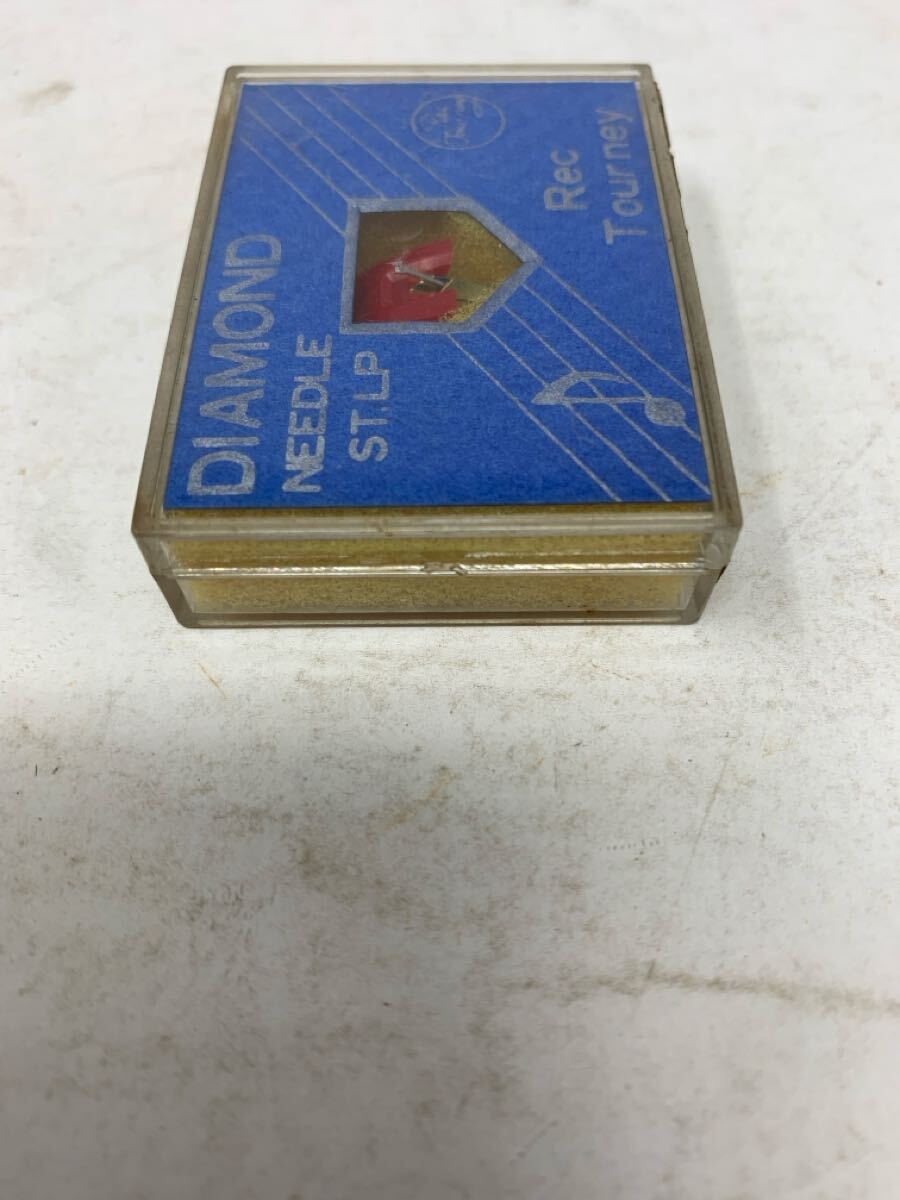 DIAMOND
NEEDLE
ST.LP
Rec
Tourney